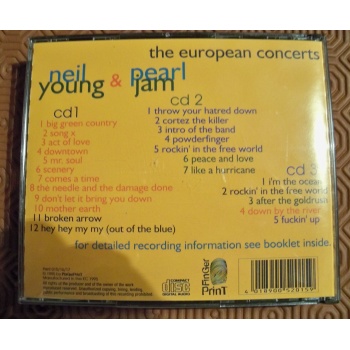 the european concerts
neil young & pearl jam
cd 1
1 big green country
2 song x
3 act of love
4 downtown
5 mr. soul
6 scenery
7 comes a time
8 the needle and the damage done
9 don't let it bring you down
10 mother earth
11 broken arrow
12 hey hey my my (out of the blue)
cd 2
1 throw your hatred down
2 cortez the killer
3 intro of the band
4 powderfinger
5 rockin' in the free world
6 peace and love
7 like a hurricane
cd 3
1 i'm the ocean
2 rockin' in the free world
3 after the goldrush
4 down by the river
5 fuckin' up
for detailed recording information see booklet inside.
COMPACT
disc
DIGITAL AUDIO
FinGer
PrinT